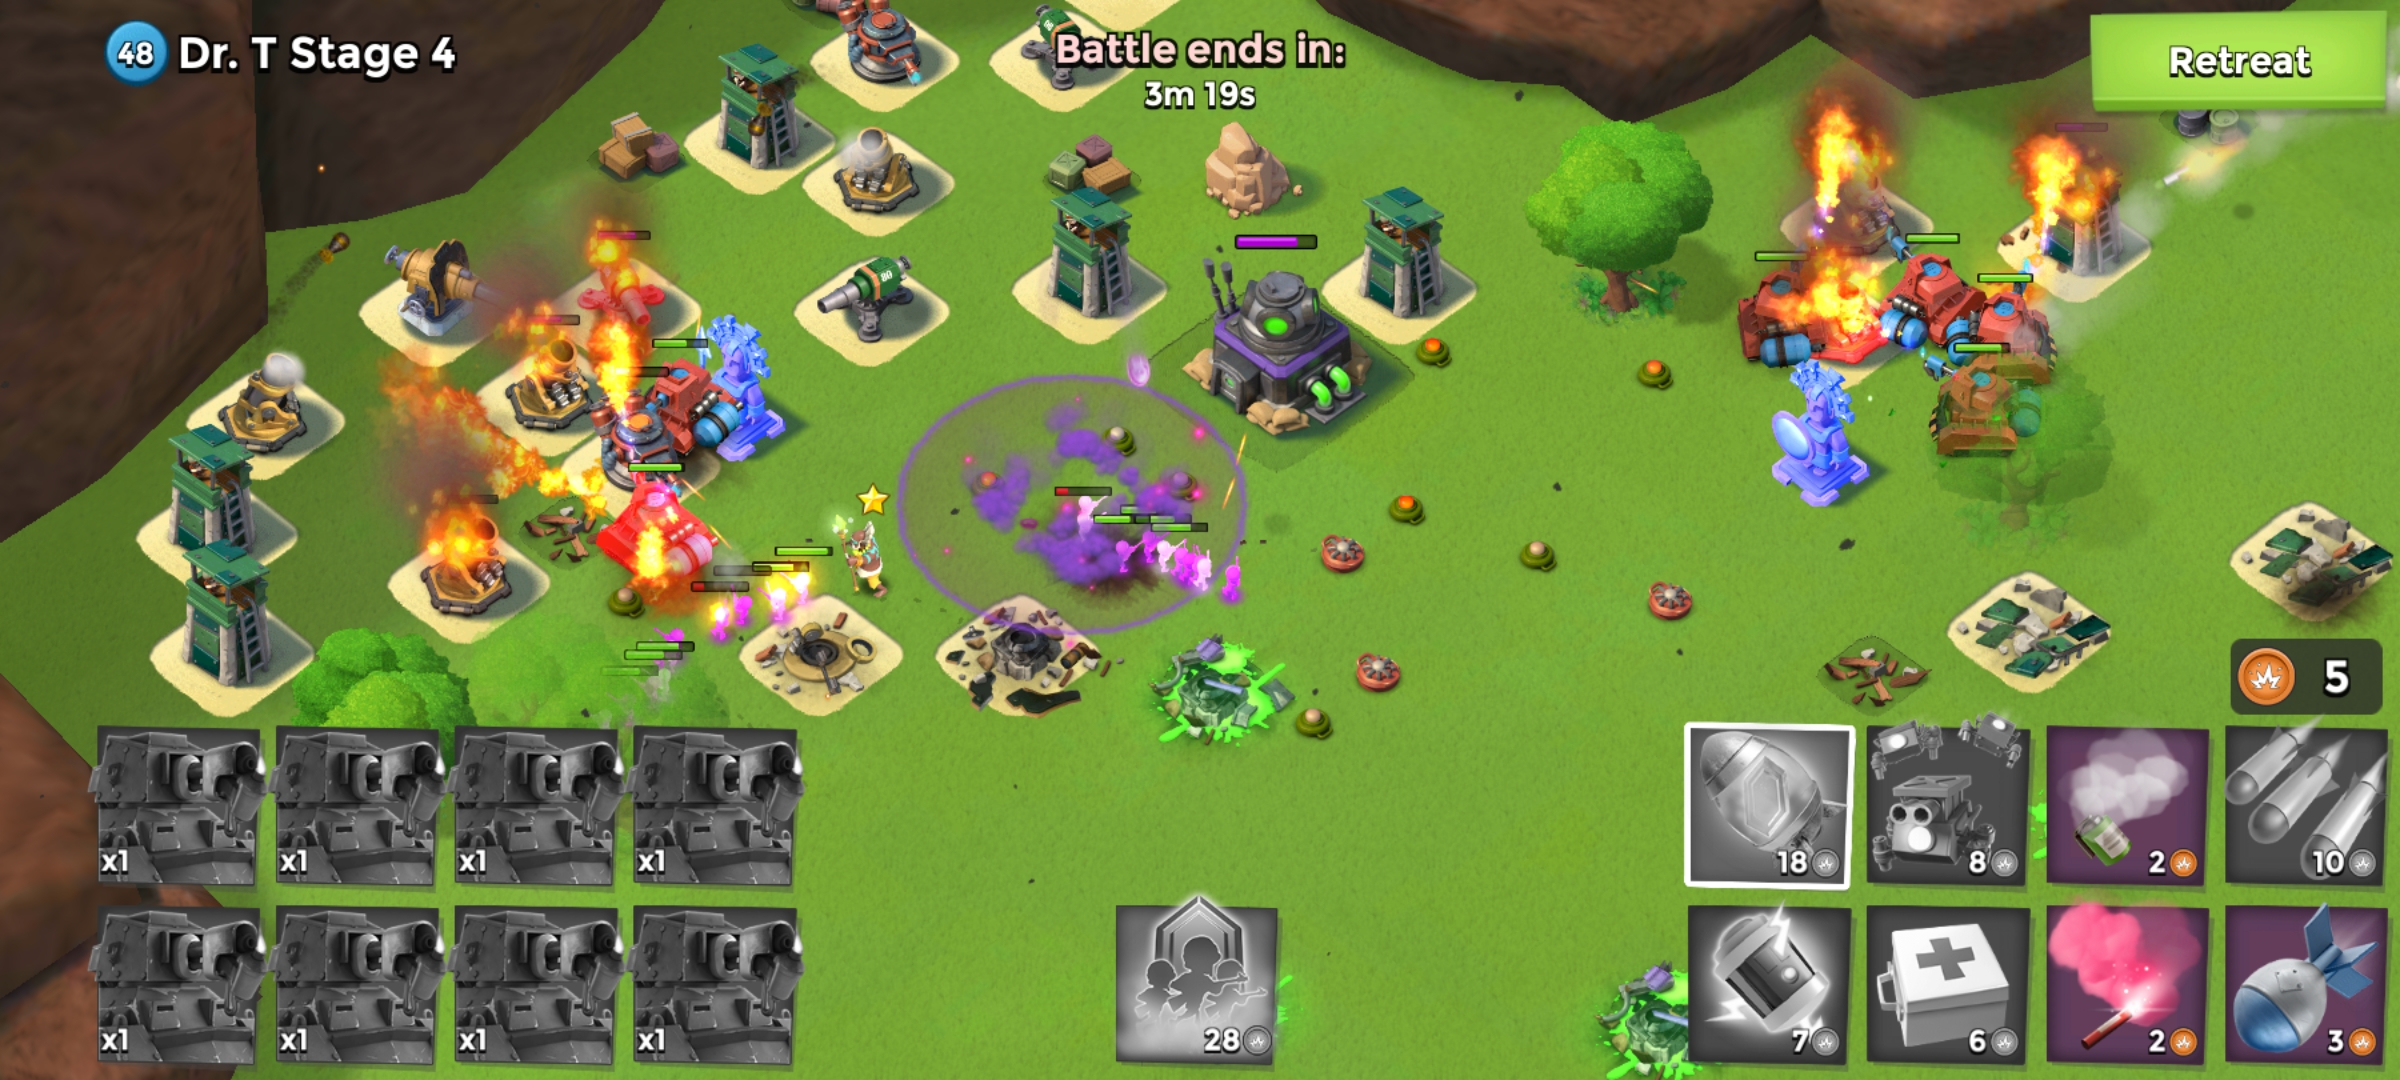 48 Dr. T Stage 4
Battle ends in:
3m 19s
Retreat
80
5
x1 x1 x1 x1
18 8 2 10
x1 x1 x1 x1
28
7 6 2 3